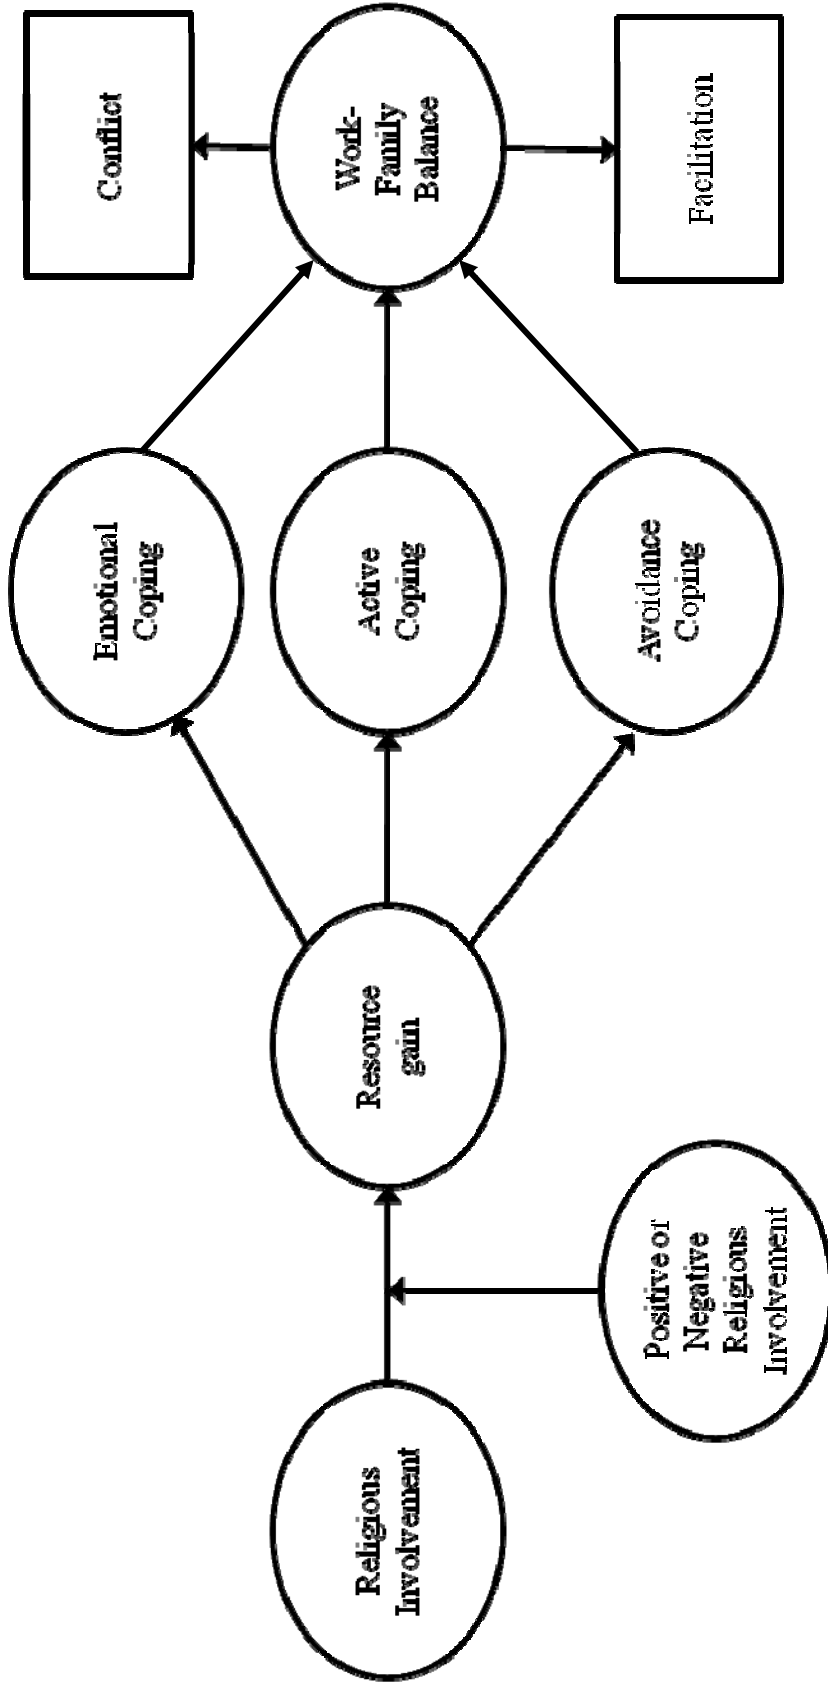 Religious
Involvement
Positive or
Negative
Religious
Involvement
Resource
gain
Emotional
Coping
Active
Coping
Avoidance
Coping
Work-
Family
Balance
Conflict
Facilitation